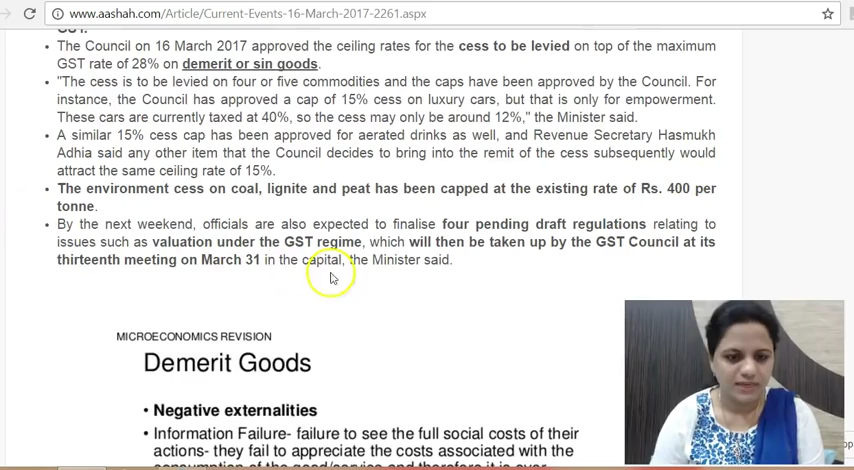 www.aashah.com/Article/Current-Events-16-March-2017-2261.aspx
GST.
The Council on 16 March 2017 approved the ceiling rates for the cess to be levied on top of the maximum
GST rate of 28% on demerit or sin goods.
"The cess is to be levied on four or five commodities and the caps have been approved by the Council. For
instance, the Council has approved a cap of 15% cess on luxury cars, but that is only for empowerment.
These cars are currently taxed at 40%, so the cess may only be around 12%," the Minister said.
A similar 15% cess cap has been approved for aerated drinks as well, and Revenue Secretary Hasmukh
Adhia said any other item that the Council decides to bring into the remit of the cess subsequently would
attract the same ceiling rate of 15%.
The environment cess on coal, lignite and peat has been capped at the existing rate of Rs. 400 per
tonne.
By the next weekend, officials are also expected to finalise four pending draft regulations relating to
issues such as valuation under the GST regime, which will then be taken up by the GST Council at its
thirteenth meeting on March 31 in the capital, the Minister said.
MICROECONOMICS REVISION
Demerit Goods
• Negative externalities
• Information Failure- failure to see the full social costs of their
actions- they fail to appreciate the costs associated with the